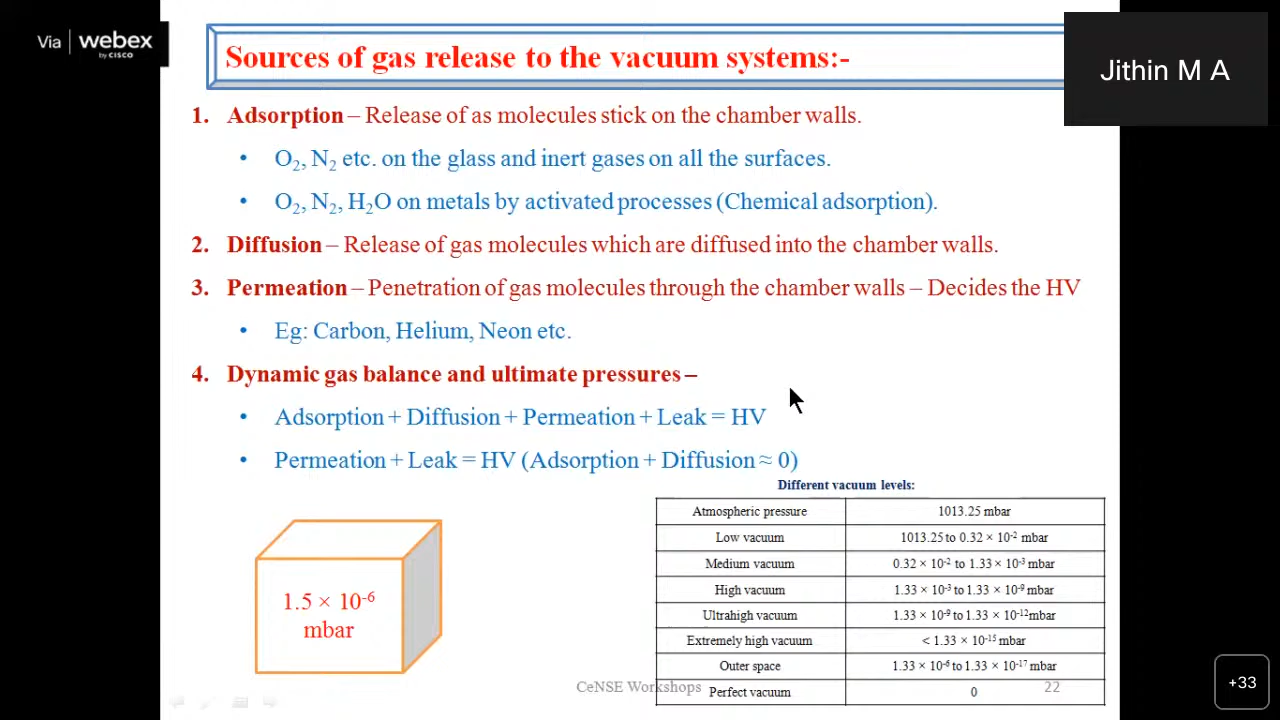 Via | webex
by CISCO
Jithin M A
Sources of gas release to the vacuum systems:-
1. Adsorption – Release of as molecules stick on the chamber walls.
• O₂, N₂ etc. on the glass and inert gases on all the surfaces.
• O₂, N₂, H₂O on metals by activated processes (Chemical adsorption).
2. Diffusion – Release of gas molecules which are diffused into the chamber walls.
3. Permeation – Penetration of gas molecules through the chamber walls – Decides the HV
• Eg: Carbon, Helium, Neon etc.
4. Dynamic gas balance and ultimate pressures –
• Adsorption + Diffusion + Permeation + Leak = HV
• Permeation + Leak = HV (Adsorption + Diffusion ≈ 0)
1.5 × 10⁻⁶
mbar
Different vacuum levels:
Atmospheric pressure 1013.25 mbar
Low vacuum 1013.25 to 0.32 × 10⁻² mbar
Medium vacuum 0.32 × 10⁻² to 1.33 × 10⁻³ mbar
High vacuum 1.33 × 10⁻³ to 1.33 × 10⁻⁹ mbar
Ultrahigh vacuum 1.33 × 10⁻⁹ to 1.33 × 10⁻¹² mbar
Extremely high vacuum < 1.33 × 10⁻¹⁵ mbar
Outer space 1.33 × 10⁻⁶ to 1.33 × 10⁻¹⁷ mbar
Perfect vacuum 0
CeNSE Workshops
22
+33